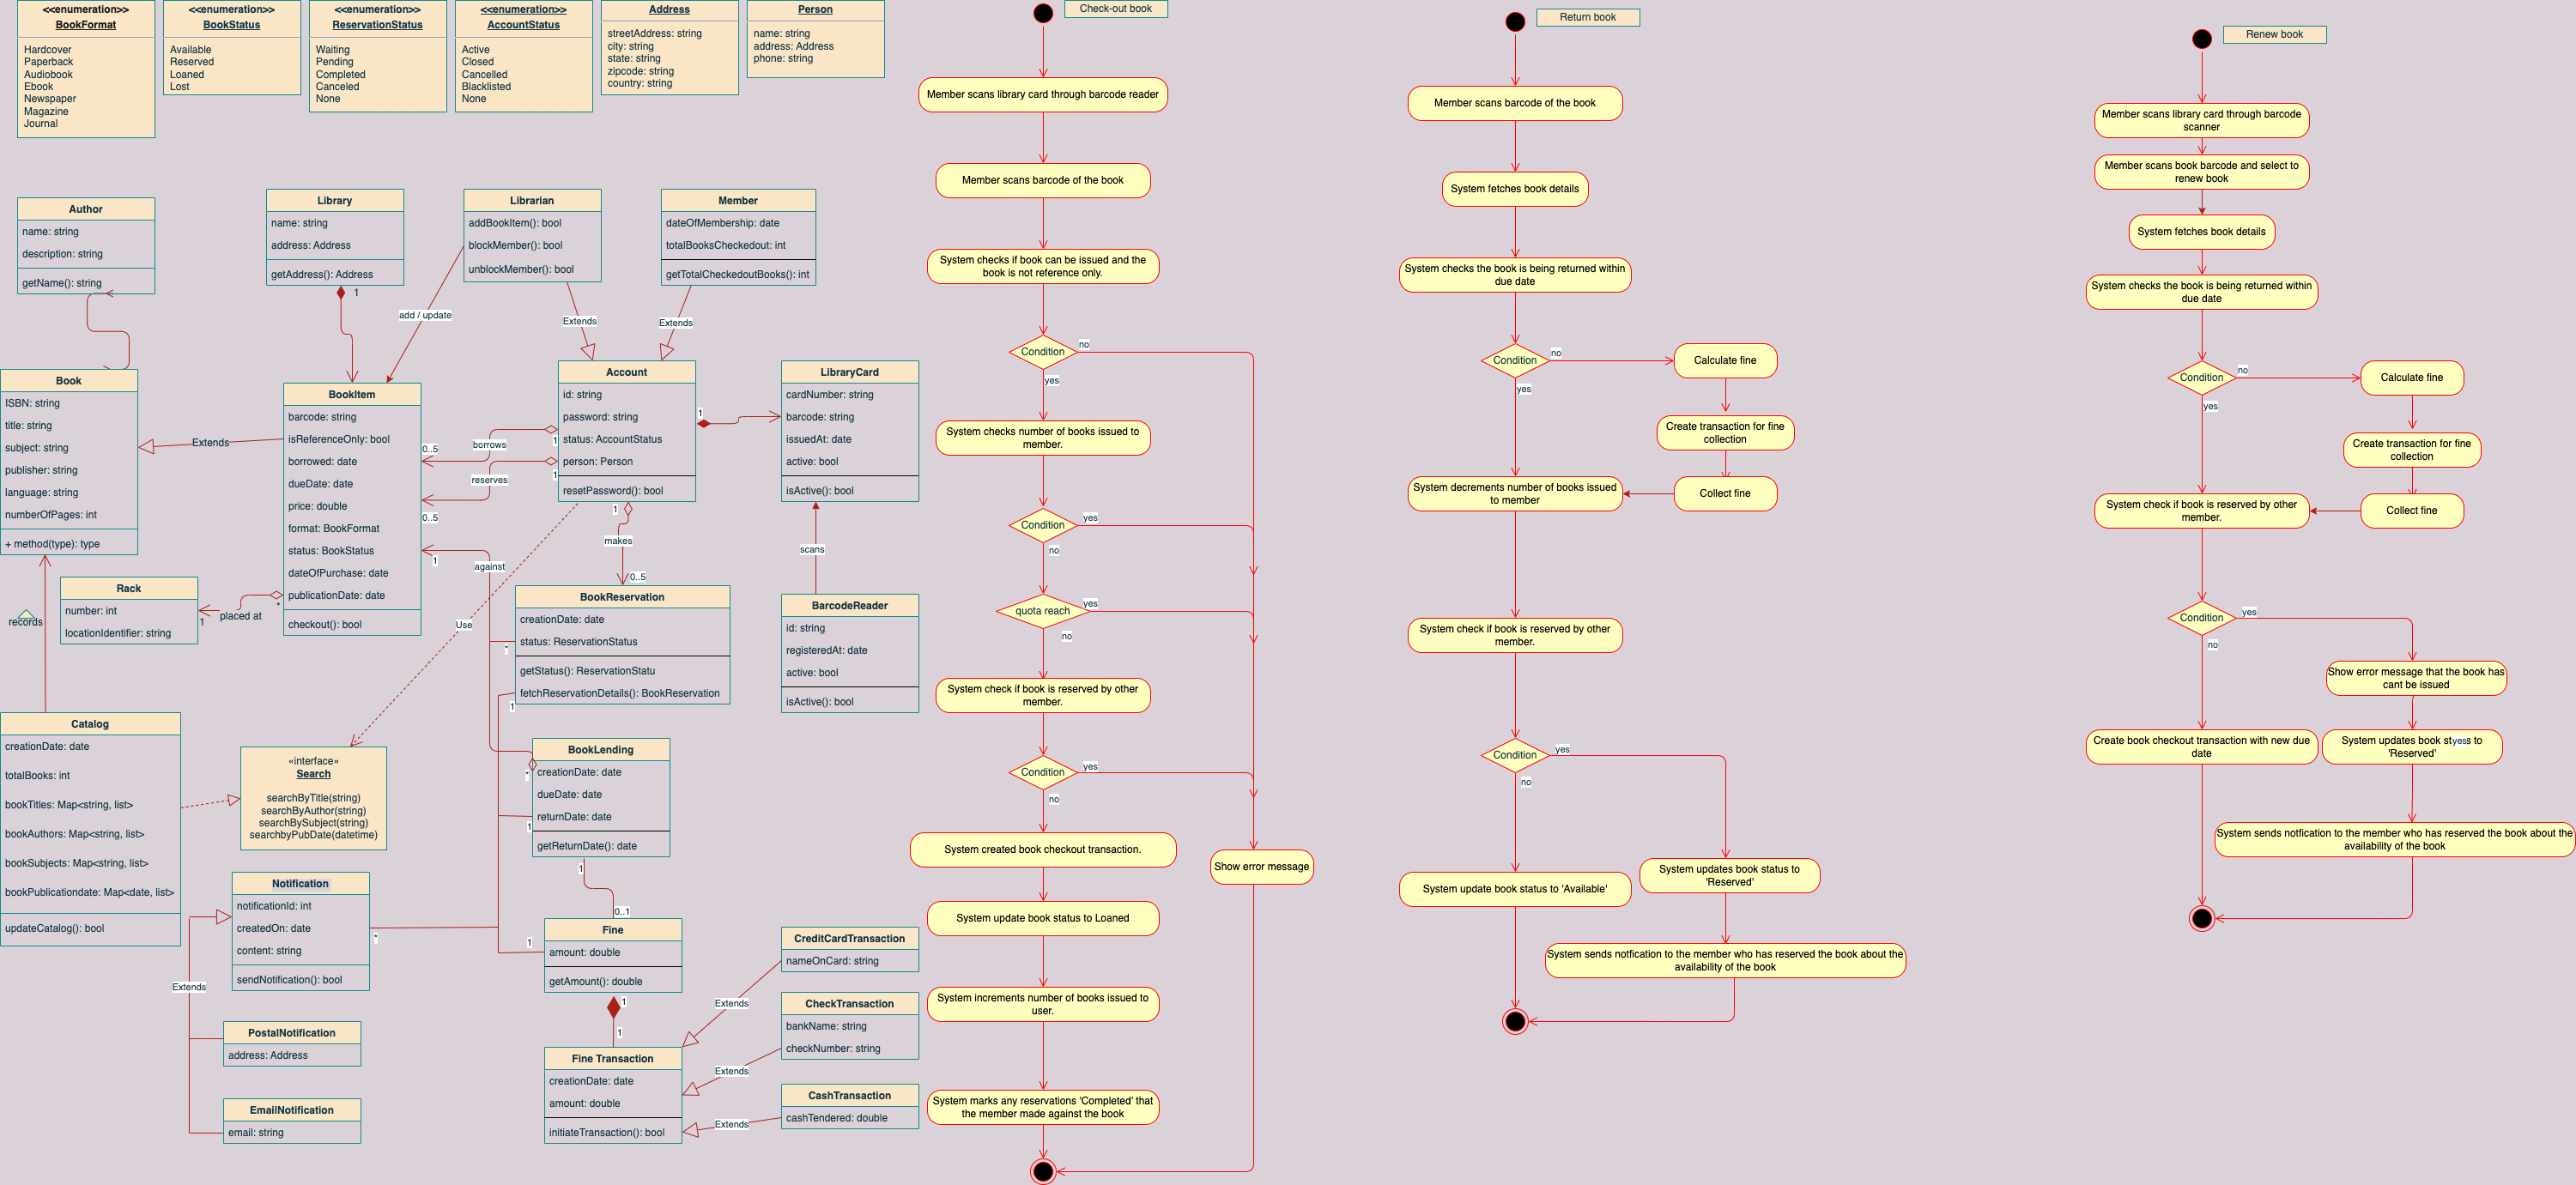 <<enumeration>>
BookFormat
Hardcover
Paperback
Audiobook
Ebook
Newspaper
Magazine
Journal
<<enumeration>>
BookStatus
Available
Reserved
Loaned
Lost
<<enumeration>>
ReservationStatus
Waiting
Pending
Completed
Canceled
None
<<enumeration>>
AccountStatus
Active
Closed
Cancelled
Blacklisted
None
Address
streetAddress: string
city: string
state: string
zipcode: string
country: string
Person
name: string
address: Address
phone: string
Author
name: string
description: string
getName(): string
Library
name: string
address: Address
getAddress(): Address
1
Librarian
addBookItem(): bool
blockMember(): bool
unblockMember(): bool
add / update
Extends
Member
dateOfMembership: date
totalBooksCheckedout: int
getTotalCheckedoutBooks(): int
Extends
Book
ISBN: string
title: string
subject: string
publisher: string
language: string
numberOfPages: int
+ method(type): type
Extends
BookItem
barcode: string
isReferenceOnly: bool
borrowed: date
dueDate: date
price: double
format: BookFormat
status: BookStatus
dateOfPurchase: date
publicationDate: date
checkout(): bool
0..5
borrows
1
reserves
1
0..5
1
against
Account
id: string
password: string
status: AccountStatus
person: Person
resetPassword(): bool
1
1
makes
0..5
Use
LibraryCard
cardNumber: string
barcode: string
issuedAt: date
active: bool
isActive(): bool
scans
BarcodeReader
id: string
registeredAt: date
active: bool
isActive(): bool
Rack
number: int
locationIdentifier: string
1
placed at
*
records
BookReservation
creationDate: date
status: ReservationStatus
getStatus(): ReservationStatu
fetchReservationDetails(): BookReservation
*
1
Catalog
creationDate: date
totalBooks: int
bookTitles: Map<string, list>
bookAuthors: Map<string, list>
bookSubjects: Map<string, list>
bookPublicationdate: Map<date, list>
updateCatalog(): bool
«interface»
Search
searchByTitle(string)
searchByAuthor(string)
searchBySubject(string)
searchbyPubDate(datetime)
BookLending
creationDate: date
dueDate: date
returnDate: date
getReturnDate(): date
*
1
1
0..1
Notification
notificationId: int
createdOn: date
content: string
sendNotification(): bool
*
Extends
PostalNotification
address: Address
EmailNotification
email: string
Fine
amount: double
getAmount(): double
1
1
1
Fine Transaction
creationDate: date
amount: double
initiateTransaction(): bool
CreditCardTransaction
nameOnCard: string
Extends
CheckTransaction
bankName: string
checkNumber: string
Extends
CashTransaction
cashTendered: double
Extends
Check-out book
Member scans library card through barcode reader
Member scans barcode of the book
System checks if book can be issued and the
book is not reference only.
Condition
no
yes
System checks number of books issued to
member.
Condition
yes
no
quota reach
yes
no
System check if book is reserved by other
member.
Condition
yes
no
System created book checkout transaction.
Show error message
System update book status to Loaned
System increments number of books issued to
user.
System marks any reservations 'Completed' that
the member made against the book
Return book
Member scans barcode of the book
System fetches book details
System checks the book is being returned within
due date
Condition
no
yes
Calculate fine
Create transaction for fine
collection
Collect fine
System decrements number of books issued
to member
System check if book is reserved by other
member.
Condition
yes
no
System update book status to 'Available'
System updates book status to
'Reserved'
System sends notfication to the member who has reserved the book about the
availability of the book
Renew book
Member scans library card through barcode
scanner
Member scans book barcode and select to
renew book
System fetches book details
System checks the book is being returned within
due date
Condition
no
yes
Calculate fine
Create transaction for fine
collection
Collect fine
System check if book is reserved by other
member.
Condition
yes
no
Show error message that the book has
cant be issued
Create book checkout transaction with new due
date
System updates book to
yes
'Reserved'
System sends notfication to the member who has reserved the book about the
availability of the book